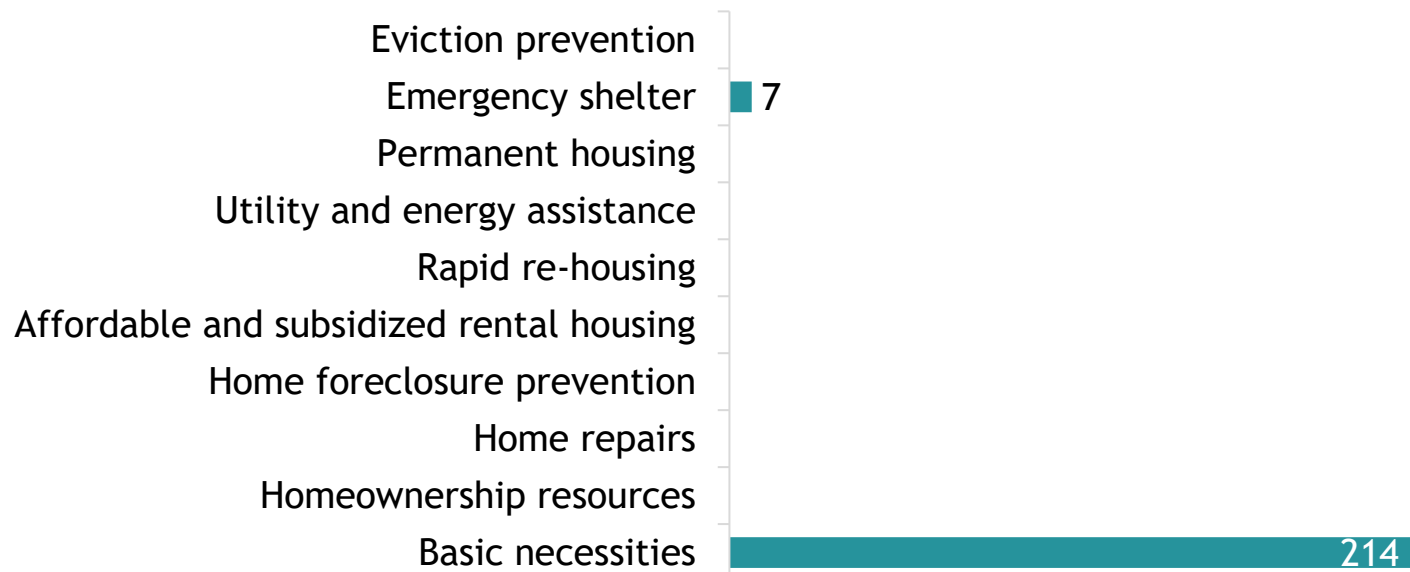 Eviction prevention
Emergency shelter 7
Permanent housing
Utility and energy assistance
Rapid re-housing
Affordable and subsidized rental housing
Home foreclosure prevention
Home repairs
Homeownership resources
Basic necessities 214